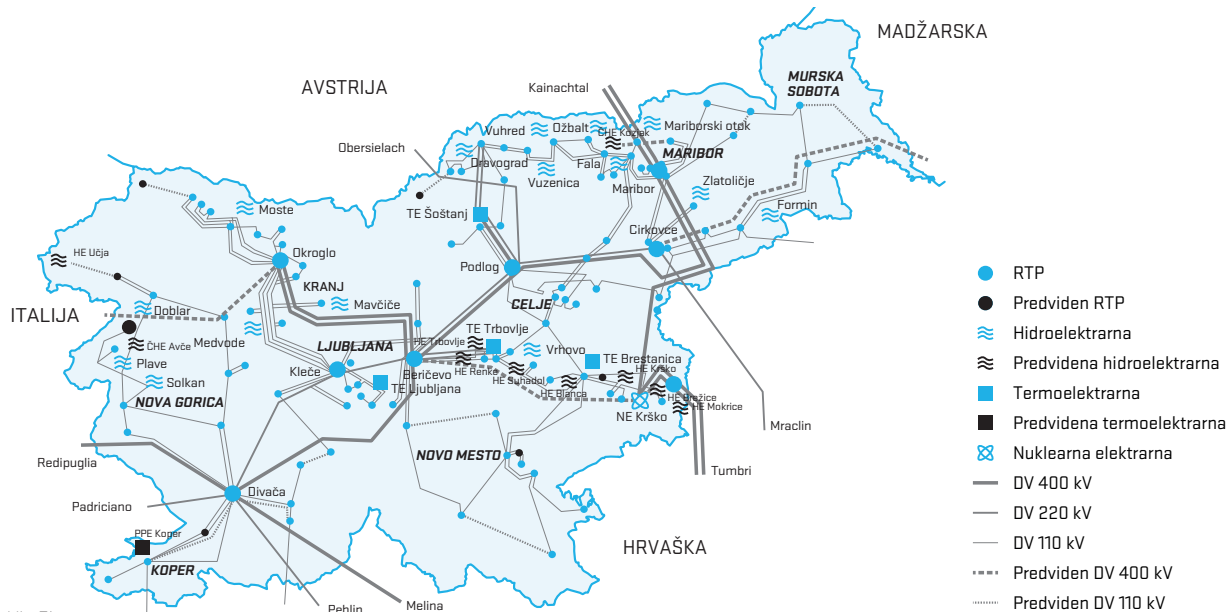 MADŽARSKA
AVSTRIJA
MURSKA
SOBOTA
Kainachtal
Vuhred
Ožbalt
ČHE Kozjak
Mariborski otok
Obersielach
Dravograd
Fala
MARIBOR
Vuzenica
Maribor
Zlatoličje
Moste
TE Šoštanj
Formin
Cirkovce
HE Učja
Okroglo
Podlog
RTP
KRANJ
Mavčiče
CELJE
Predviden RTP
ITALIJA
Doblar
TE Trbovlje
Hidroelektrarna
ČHE Avče
Medvode
LJUBLJANA
HE Trbovlje
Vrhovo
Plave
Beričevo
HE Renke
TE Brestanica
Predvidena hidroelektrarna
Solkan
Kleče
TE Ljubljana
HE Suhadol
HE Blanca
HE Krško
Termoelektrarna
NOVA GORICA
HE Brežice
HE Mokrice
NE Krško
Mraclin
Predvidena termoelektrarna
Redipuglia
NOVO MESTO
Tumbri
Nuklearna elektrarna
Divača
DV 400 kV
Padriciano
DV 220 kV
PPE Koper
HRVAŠKA
DV 110 kV
KOPER
Predviden DV 400 kV
Pehlin
Melina
Predviden DV 110 kV